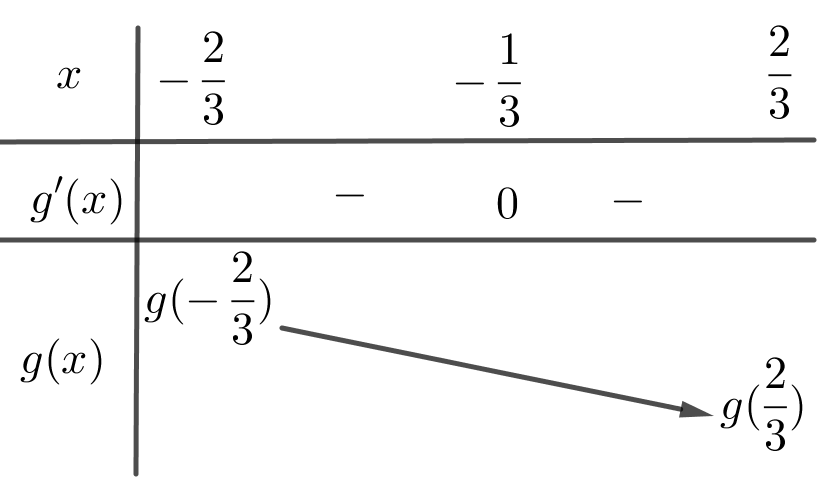 x −2/3 −1/3 2/3
g′(x) − 0 −
g(−2/3)
g(x)
g(2/3)